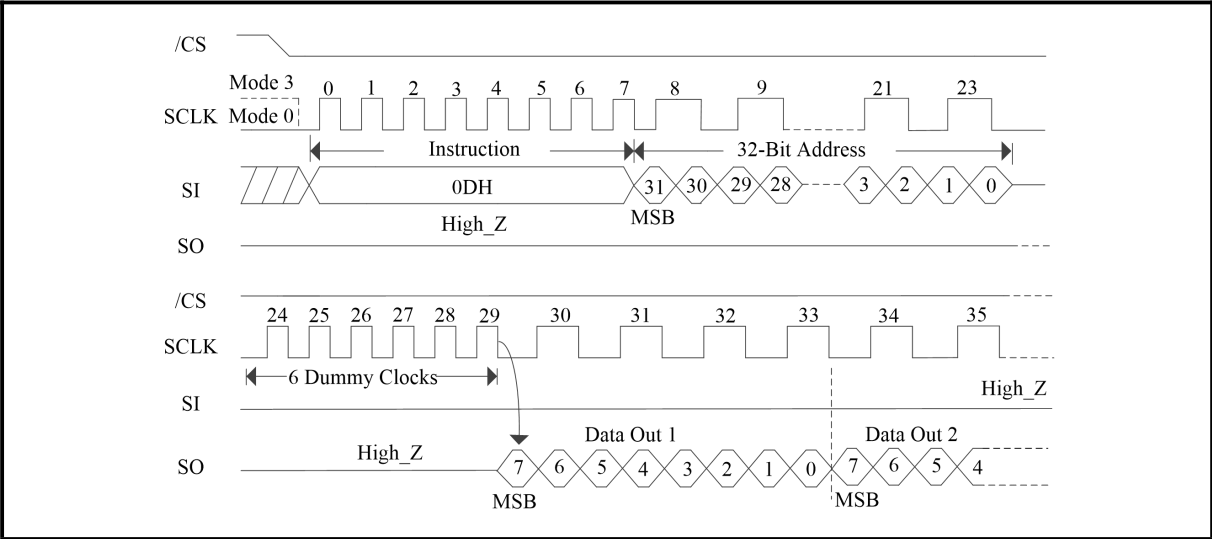 /CS
Mode 3
0 1 2 3 4 5 6 7 8 9 21 23
SCLK Mode 0
Instruction 32-Bit Address
SI 0DH 31 30 29 28 3 2 1 0
MSB
High_Z
SO
/CS
24 25 26 27 28 29 30 31 32 33 34 35
SCLK
6 Dummy Clocks
High_Z
SI
Data Out 1 Data Out 2
High_Z
SO 7 6 5 4 3 2 1 0 7 6 5 4
MSB MSB